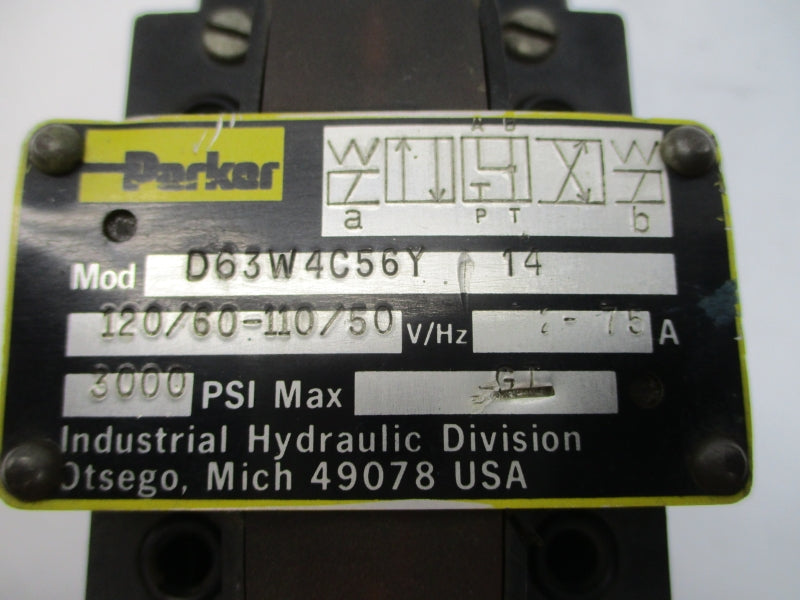 Parker
A B
a P T b
Mod D63W4C56Y 14
120/60-110/50 V/Hz 75 A
3000 PSI Max
Industrial Hydraulic Division
Otsego, Mich 49078 USA